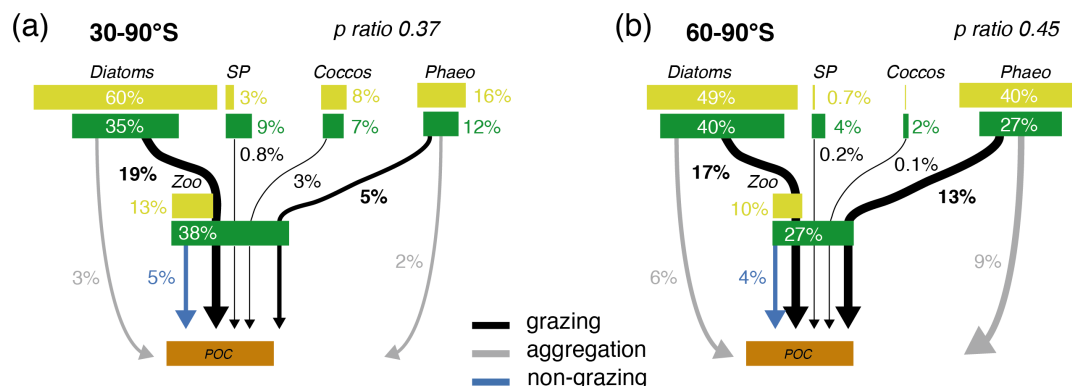 (a) 30-90°S p ratio 0.37
Diatoms SP Coccos Phaeo
60% 3% 8% 16%
35% 9% 7% 12%
0.8%
19% Zoo 3% 5%
13%
38%
3% 5% 2%
POC
(b) 60-90°S p ratio 0.45
Diatoms SP Coccos Phaeo
49% 0.7% 40%
40% 4% 2% 27%
0.2% 0.1%
17% Zoo 13%
10%
27%
6% 4% 9%
POC
grazing
aggregation
non-grazing